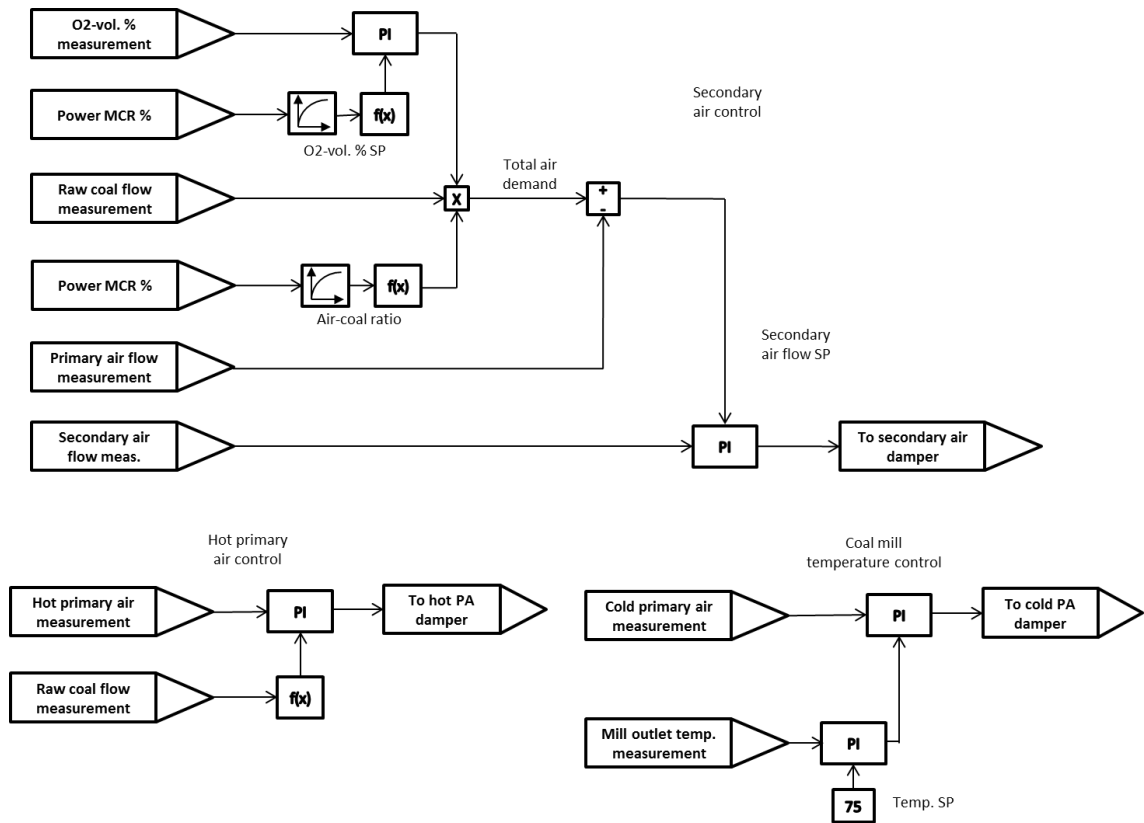 O2-vol. %
measurement
PI
Power MCR %
f(x)
O2-vol. % SP
Secondary
air control
Raw coal flow
measurement
X
Total air
demand
+
-
Power MCR %
f(x)
Air-coal ratio
Primary air flow
measurement
Secondary
air flow SP
Secondary air
flow meas.
PI
To secondary air
damper
Hot primary
air control
Hot primary air
measurement
PI
To hot PA
damper
Raw coal flow
measurement
f(x)
Coal mill
temperature control
Cold primary air
measurement
PI
To cold PA
damper
Mill outlet temp.
measurement
PI
75
Temp. SP